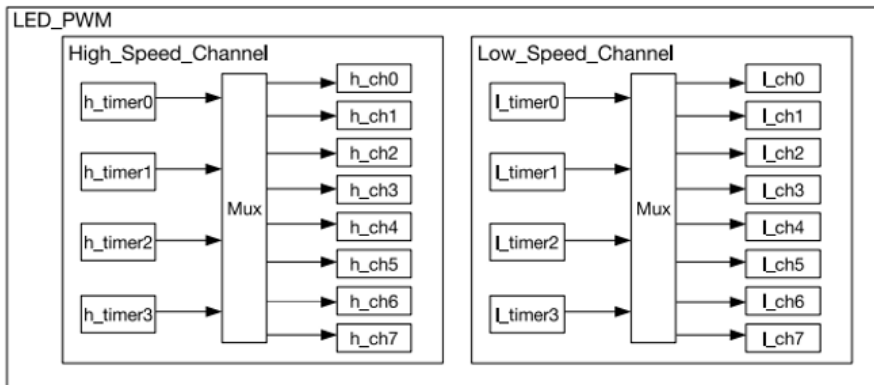 LED_PWM
High_Speed_Channel
h_timer0
h_timer1
h_timer2
h_timer3
Mux
h_ch0
h_ch1
h_ch2
h_ch3
h_ch4
h_ch5
h_ch6
h_ch7
Low_Speed_Channel
l_timer0
l_timer1
l_timer2
l_timer3
Mux
l_ch0
l_ch1
l_ch2
l_ch3
l_ch4
l_ch5
l_ch6
l_ch7